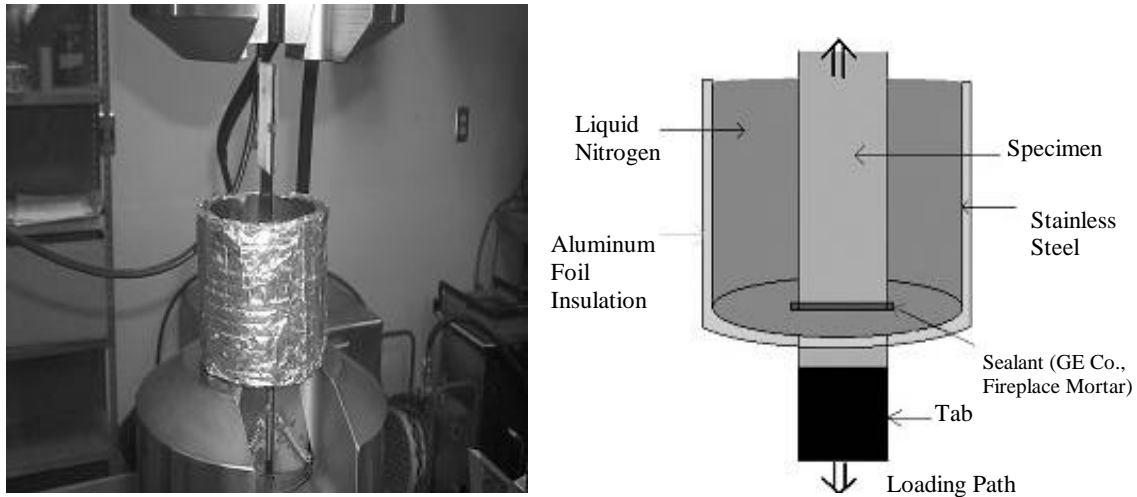 Liquid
Nitrogen
Specimen
Stainless
Steel
Aluminum
Foil
Insulation
Sealant (GE Co.,
Fireplace Mortar)
Tab
Loading Path